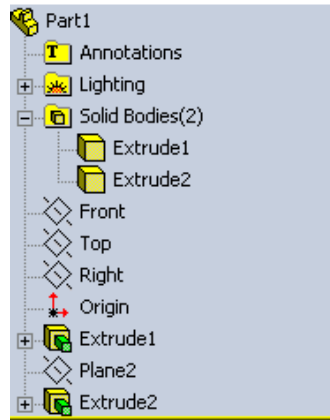 Part1
Annotations
Lighting
Solid Bodies(2)
Extrude1
Extrude2
Front
Top
Right
Origin
Extrude1
Plane2
Extrude2